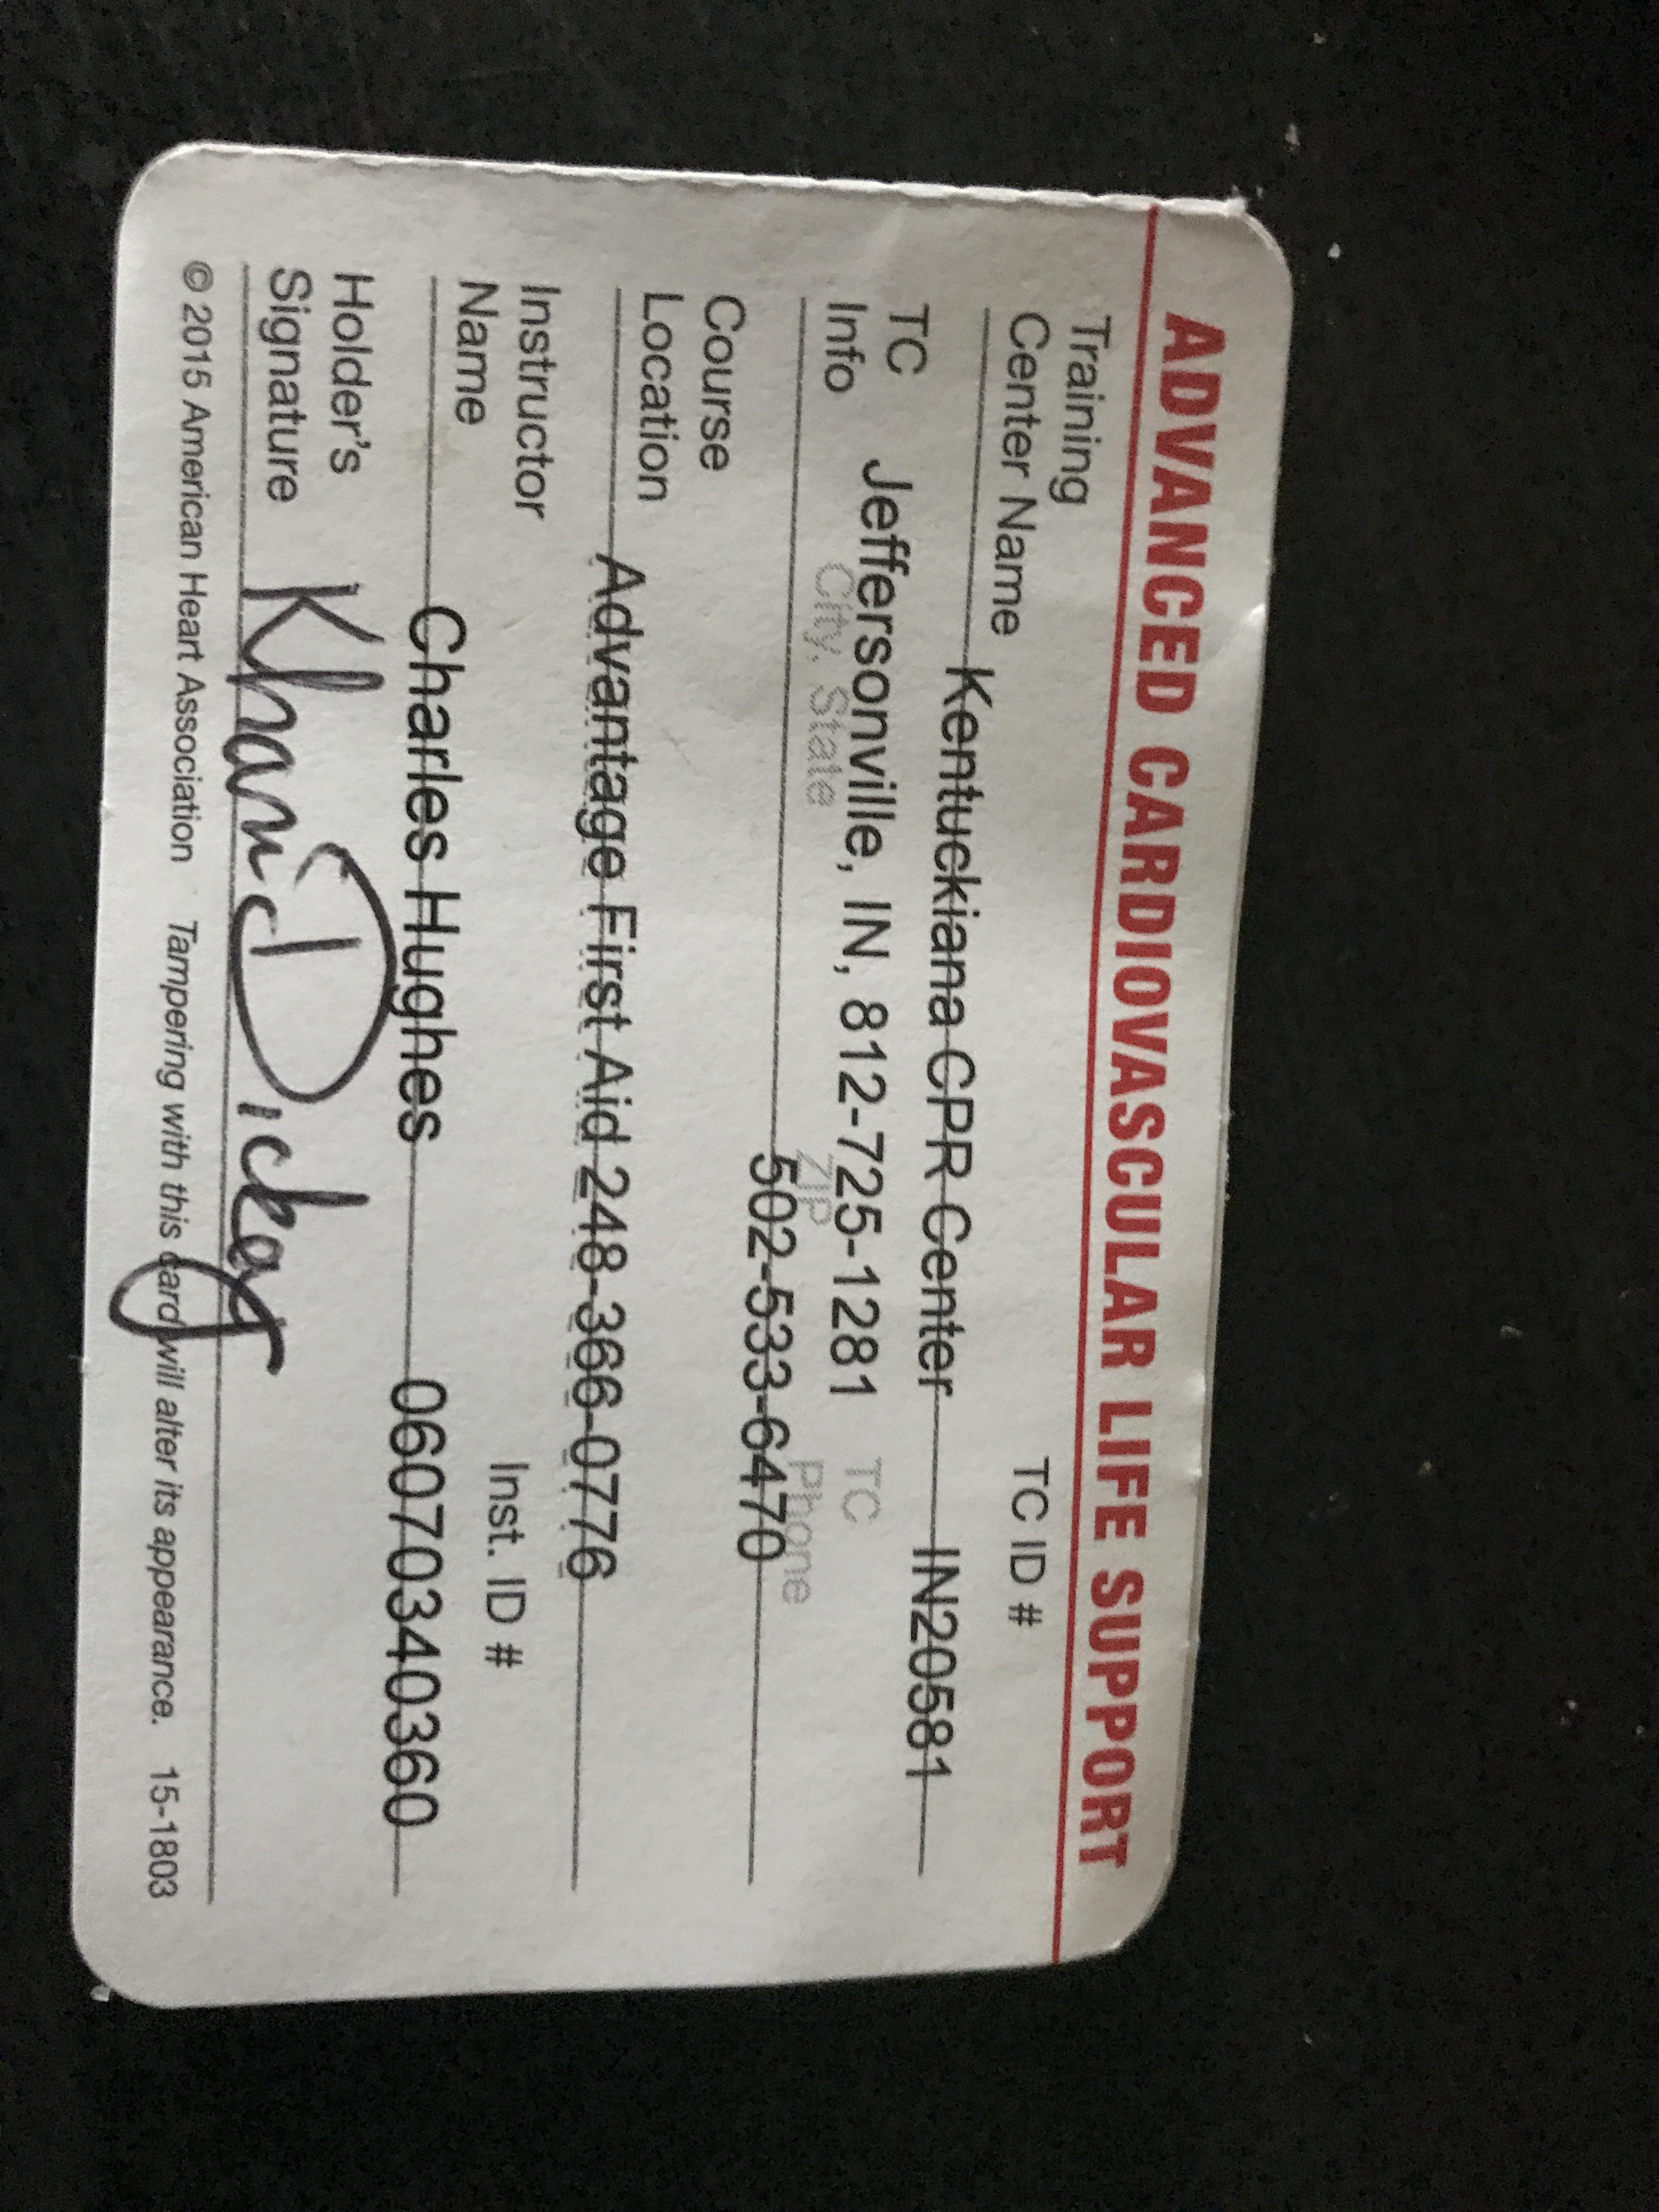 ADVANCED CARDIOVASCULAR LIFE SUPPORT
Training
Center Name Kentuckiana CPR Center TC ID # IN20581
TC
Info Jeffersonville, IN, 812-725-1281 TC
City, State ZIP Phone
502-533-6470
Course
Location Advantage First Aid 248-366-0776
Instructor
Name Charles Hughes Inst. ID # 06070340360
Holder's
Signature Dickey
© 2015 American Heart Association Tampering with this card will alter its appearance. 15-1803